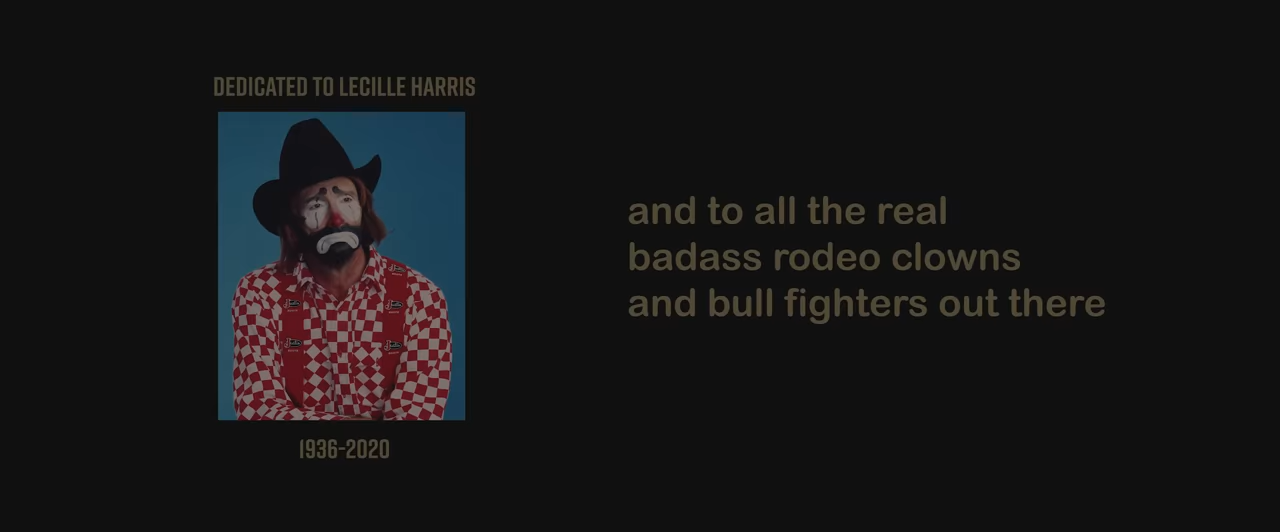 DEDICATED TO LECILLE HARRIS
and to all the real
badass rodeo clowns
and bull fighters out there
1936-2020